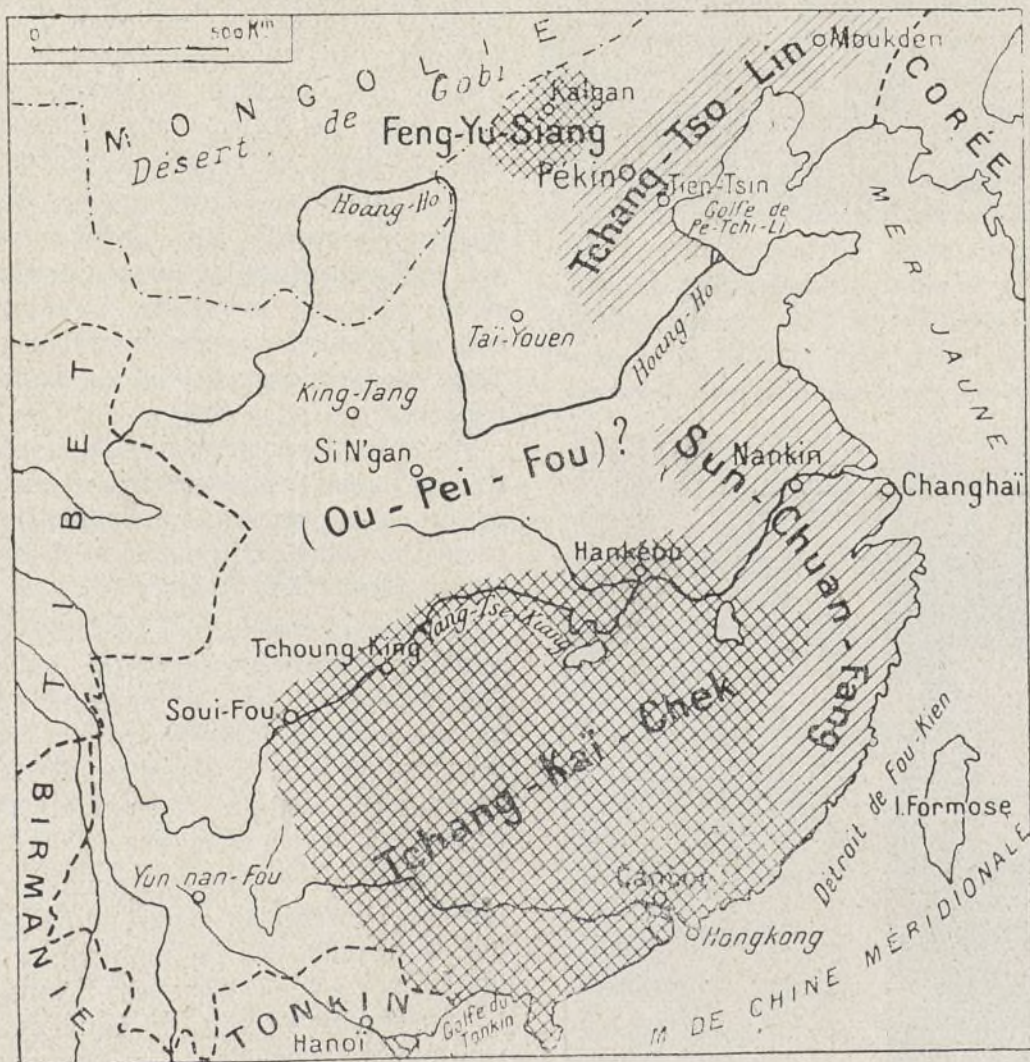 0 500 Km
MONGOLIE
Désert de Gobi
Moukden
CORÉE
Kalgan
Feng-Yu-Siang
Tchang-Tso-Lin
Pékin
Tien-Tsin
Golfe de
Pe-Tchi-Li
Hoang-Ho
MER JAUNE
Taï-Youen
Hoang-Ho
King-Tang
Si N'gan
(Ou-Pei-Fou)?
Sun-Chuan-Fang
Nankin
Changhaï
TIBET
Hankéou
Yang-Tse-Kiang
Tchoung-King
Soui-Fou
Tchang-Kaï-Chek
Détroit de Fou-Kien
I. Formose
BIRMANIE
Yun nan-Fou
Canton
Hongkong
M DE CHINE MÉRIDIONALE
TONKIN
Golfe du
Tonkin
Hanoï